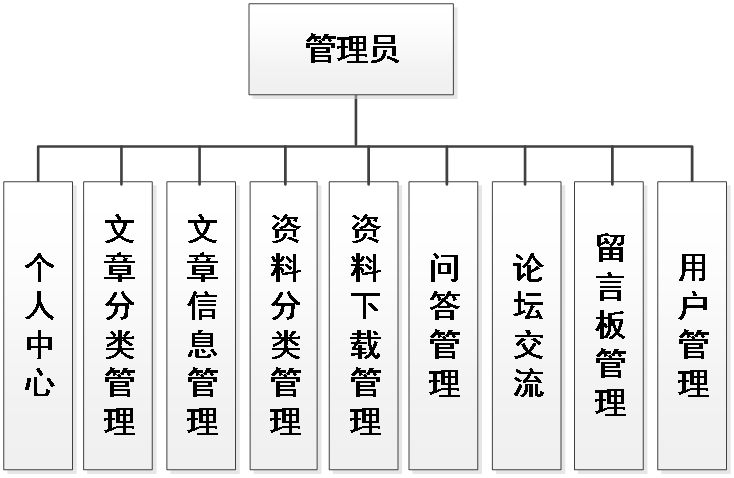 管理员
个人中心
文章分类管理
文章信息管理
资料分类管理
资料下载管理
问答管理
论坛交流
留言板管理
用户管理